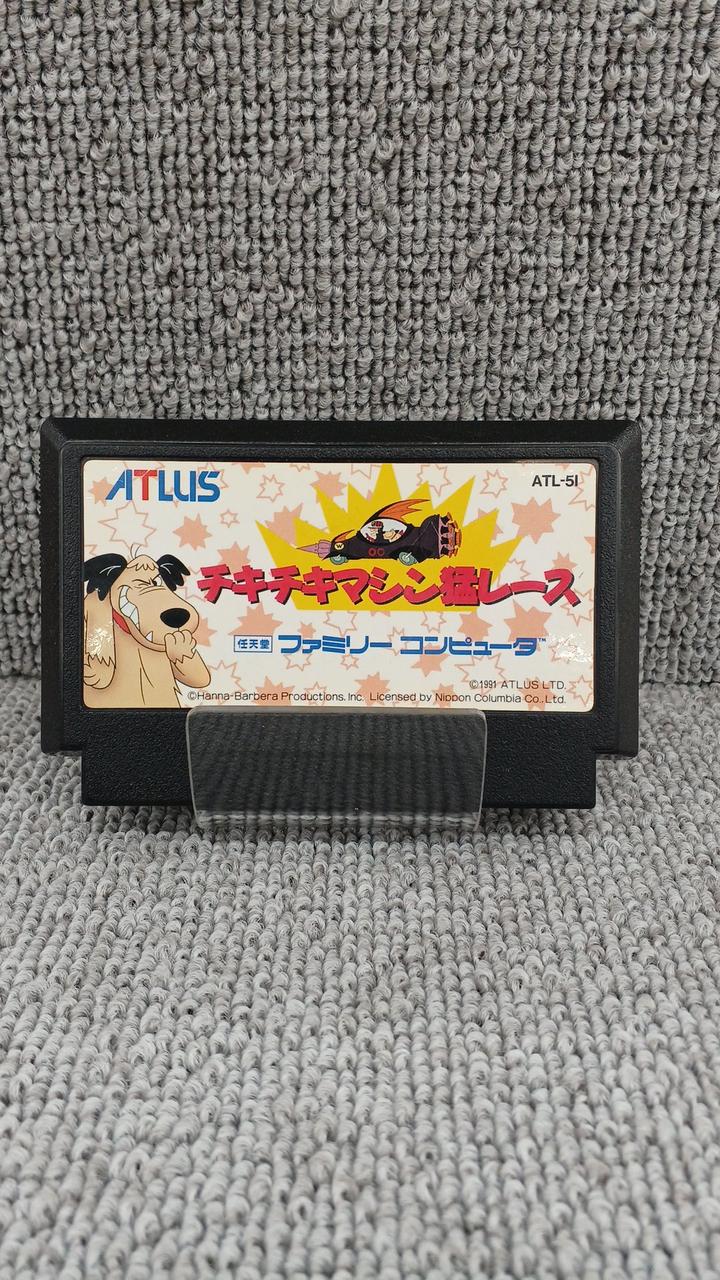 ATLUS
ATL-5I
チキチキマシン猛レース
任天堂 ファミリー コンピュータ™
©1991 ATLUS LTD.
©Hanna-Barbera Productions. Inc. Licensed by Nippon Columbia Co., Ltd.